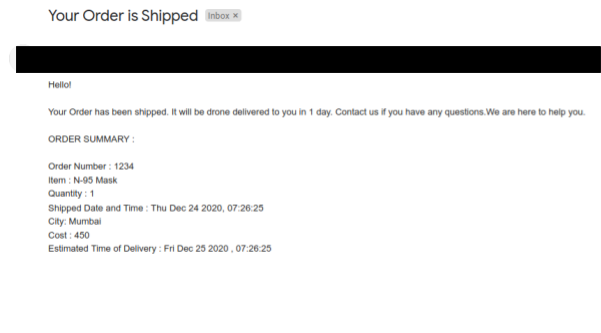 Your Order is Shipped Inbox ×
Hello!
Your Order has been shipped. It will be drone delivered to you in 1 day. Contact us if you have any questions.We are here to help you.
ORDER SUMMARY :
Order Number : 1234
Item : N-95 Mask
Quantity : 1
Shipped Date and Time : Thu Dec 24 2020, 07:26:25
City: Mumbai
Cost : 450
Estimated Time of Delivery : Fri Dec 25 2020 , 07:26:25